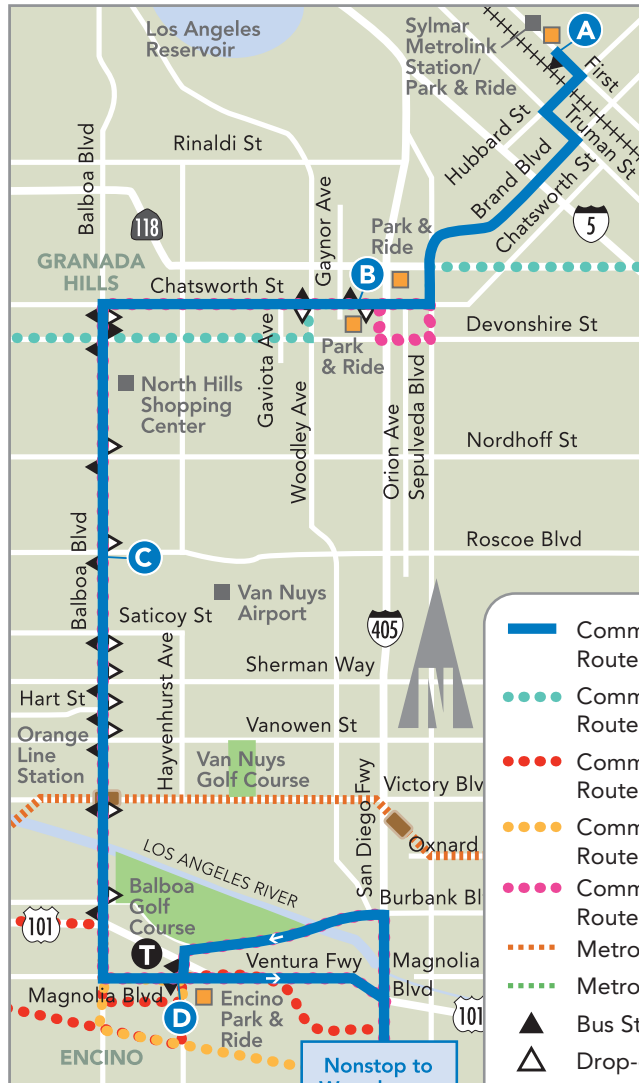 Los Angeles
Reservoir
Sylmar
Metrolink
Station/
Park & Ride
A
First
Truman St
Hubbard St
Brand Blvd
Chatsworth St
5
Rinaldi St
Balboa Blvd
118
Gaynor Ave
Park &
Ride
B
GRANADA
HILLS
Chatsworth St
Devonshire St
Park
& Ride
Gaviota Ave
North Hills
Shopping
Center
Woodley Ave
Orion Ave
Sepulveda Blvd
Nordhoff St
Roscoe Blvd
Balboa Blvd
C
Van Nuys
Airport
Saticoy St
405
N
Hayvenhurst Ave
Sherman Way
Hart St
Vanowen St
Orange
Line
Station
Van Nuys
Golf Course
San Diego Fwy
Victory Blv
Oxnard
LOS ANGELES RIVER
Balboa
Golf
Course
Burbank Bl
101
T
Ventura Fwy
Magnolia
Blvd
Magnolia Blvd
D
Encino
Park &
Ride
101
ENCINO
Nonstop to
Comm
Route
Comm
Route
Comm
Route
Comm
Route
Comm
Route
Metro
Metro
Bus St
Drop-